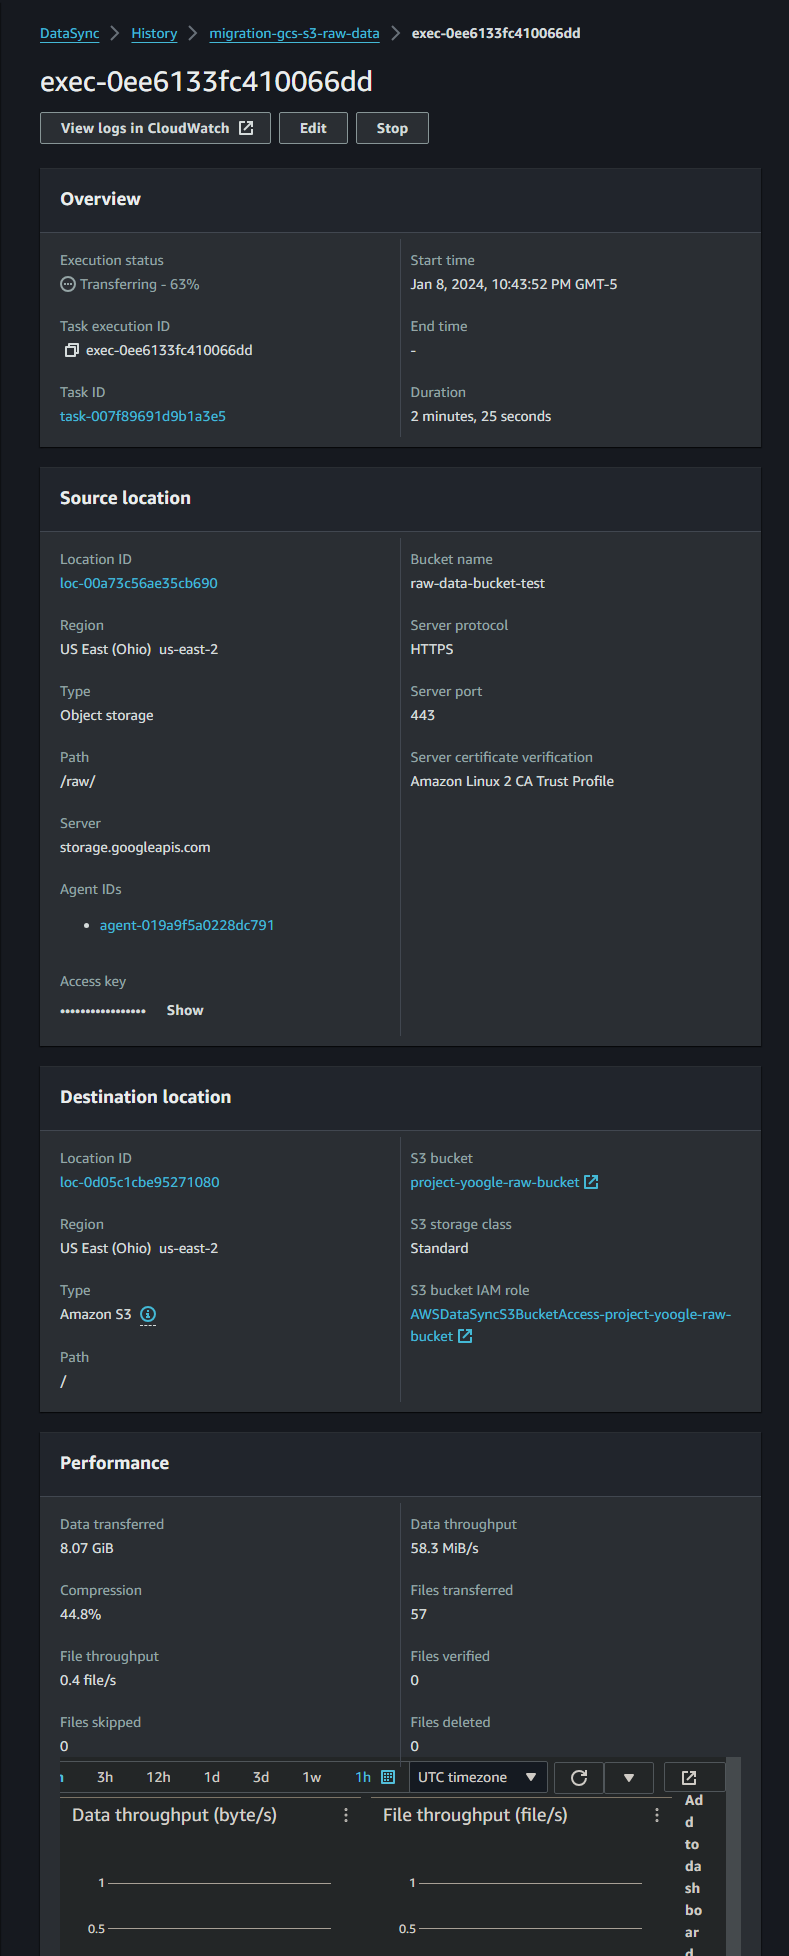 DataSync > History > migration-gcs-s3-raw-data > exec-0ee6133fc410066dd
exec-0ee6133fc410066dd
View logs in CloudWatch Edit Stop
Overview
Execution status
Transferring - 63%
Task execution ID
exec-0ee6133fc410066dd
Task ID
task-007f89691d9b1a3e5
Start time
Jan 8, 2024, 10:43:52 PM GMT-5
End time
-
Duration
2 minutes, 25 seconds
Source location
Location ID
loc-00a73c56ae35cb690
Region
US East (Ohio) us-east-2
Type
Object storage
Path
/raw/
Server
storage.googleapis.com
Agent IDs
• agent-019a9f5a0228dc791
Access key
••••••••••••••••• Show
Bucket name
raw-data-bucket-test
Server protocol
HTTPS
Server port
443
Server certificate verification
Amazon Linux 2 CA Trust Profile
Destination location
Location ID
loc-0d05c1cbe95271080
Region
US East (Ohio) us-east-2
Type
Amazon S3
Path
/
S3 bucket
project-yoogle-raw-bucket
S3 storage class
Standard
S3 bucket IAM role
AWSDataSyncS3BucketAccess-project-yoogle-raw-
bucket
Performance
Data transferred
8.07 GiB
Compression
44.8%
File throughput
0.4 file/s
Files skipped
0
Data throughput
58.3 MiB/s
Files transferred
57
Files verified
0
Files deleted
0
3h 12h 1d 3d 1w 1h UTC timezone
Data throughput (byte/s)
1
0.5
File throughput (file/s)
1
0.5
Ad
d
to
da
sh
bo
ar
d